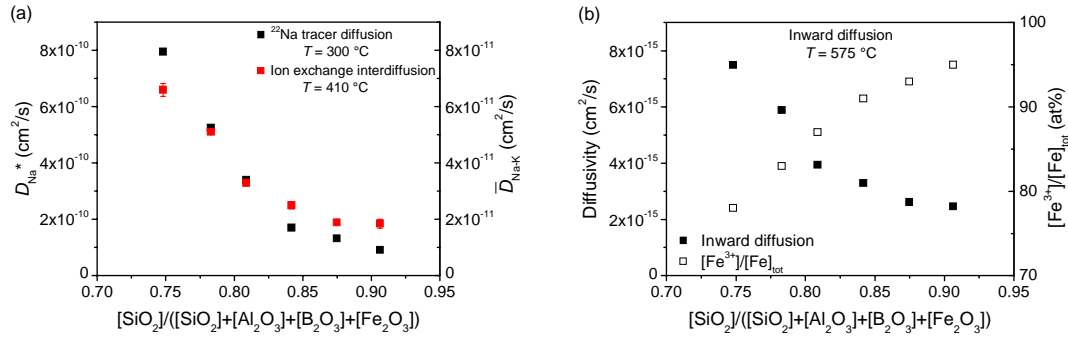 (a)
²²Na tracer diffusion
T = 300 °C
Ion exchange interdiffusion
T = 410 °C
8x10⁻¹⁰
6x10⁻¹⁰
4x10⁻¹⁰
2x10⁻¹⁰
0
D_Na* (cm²/s)
8x10⁻¹¹
6x10⁻¹¹
4x10⁻¹¹
2x10⁻¹¹
0
D̅_Na-K (cm²/s)
0.70 0.75 0.80 0.85 0.90 0.95
[SiO₂]/([SiO₂]+[Al₂O₃]+[B₂O₃]+[Fe₂O₃])
(b)
Inward diffusion
T = 575 °C
8x10⁻¹⁵
6x10⁻¹⁵
4x10⁻¹⁵
2x10⁻¹⁵
0
Diffusivity (cm²/s)
100
90
80
70
[Fe³⁺]/[Fe]_tot (at%)
Inward diffusion
[Fe³⁺]/[Fe]_tot
0.70 0.75 0.80 0.85 0.90 0.95
[SiO₂]/([SiO₂]+[Al₂O₃]+[B₂O₃]+[Fe₂O₃])